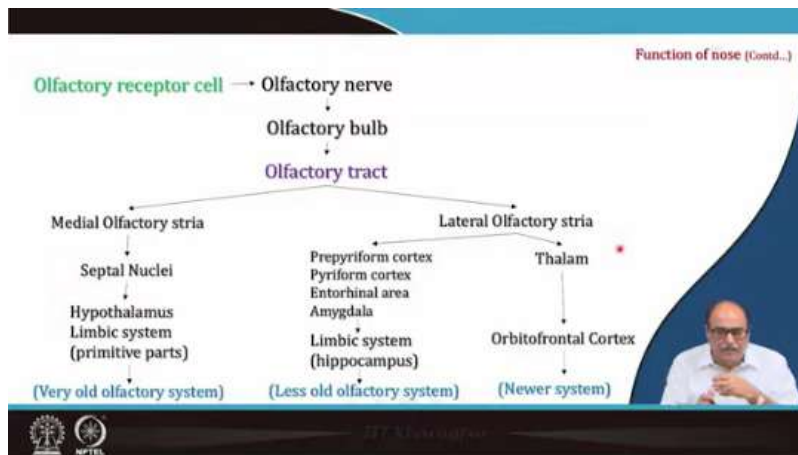 Function of nose (Contd...)
Olfactory receptor cell → Olfactory nerve
Olfactory bulb
Olfactory tract
Medial Olfactory stria
Lateral Olfactory stria
Septal Nuclei
Prepyriform cortex
Pyriform cortex
Entorhinal area
Amygdala
Thalam
Hypothalamus
Limbic system
(primitive parts)
Limbic system
(hippocampus)
Orbitofrontal Cortex
(Very old olfactory system)
(Less old olfactory system)
(Newer system)
NPTEL
IIT Kharagpur